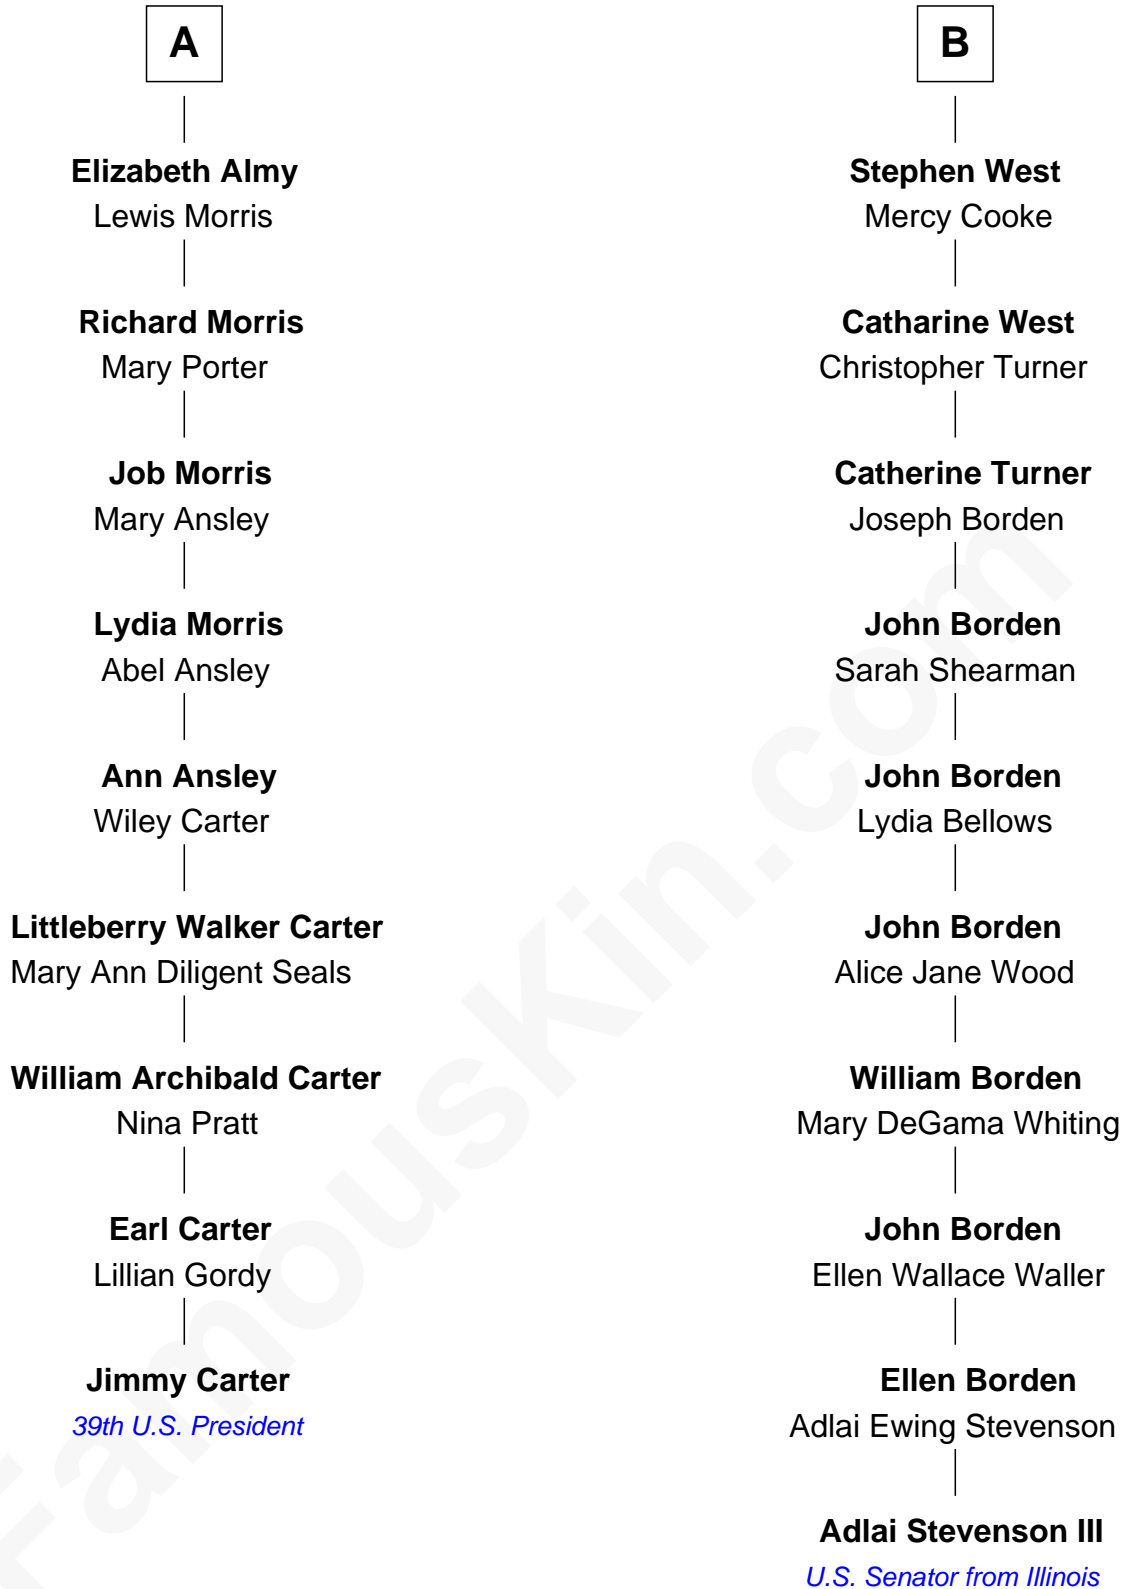 A
Elizabeth Almy
Lewis Morris
Richard Morris
Mary Porter
Job Morris
Mary Ansley
Lydia Morris
Abel Ansley
Ann Ansley
Wiley Carter
Littleberry Walker Carter
Mary Ann Diligent Seals
William Archibald Carter
Nina Pratt
Earl Carter
Lillian Gordy
Jimmy Carter
39th U.S. President
B
Stephen West
Mercy Cooke
Catharine West
Christopher Turner
Catherine Turner
Joseph Borden
John Borden
Sarah Shearman
John Borden
Lydia Bellows
John Borden
Alice Jane Wood
William Borden
Mary DeGama Whiting
John Borden
Ellen Wallace Waller
Ellen Borden
Adlai Ewing Stevenson
Adlai Stevenson III
U.S. Senator from Illinois
FamousKin.com